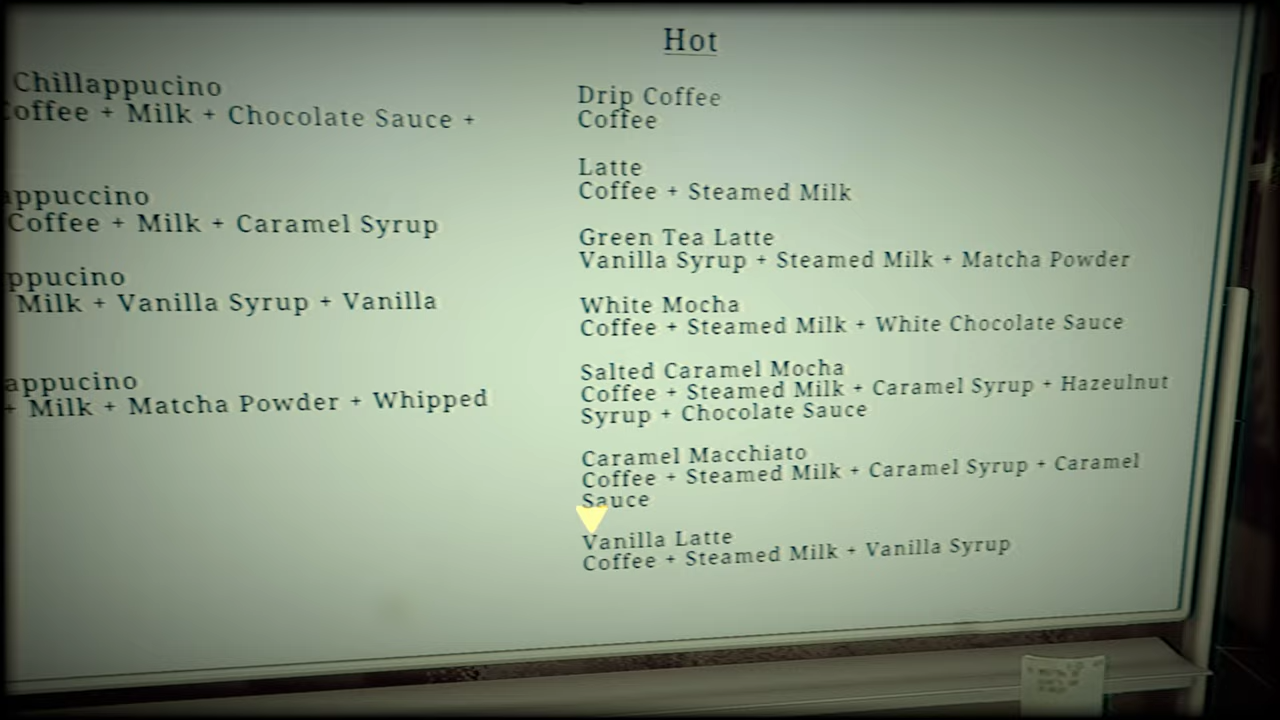 Chillappucino
Coffee + Milk + Chocolate Sauce +
appuccino
Coffee + Milk + Caramel Syrup
ppucino
Milk + Vanilla Syrup + Vanilla
appucino
+ Milk + Matcha Powder + Whipped
Hot
Drip Coffee
Coffee
Latte
Coffee + Steamed Milk
Green Tea Latte
Vanilla Syrup + Steamed Milk + Matcha Powder
White Mocha
Coffee + Steamed Milk + White Chocolate Sauce
Salted Caramel Mocha
Coffee + Steamed Milk + Caramel Syrup + Hazeulnut
Syrup + Chocolate Sauce
Caramel Macchiato
Coffee + Steamed Milk + Caramel Syrup + Caramel
Sauce
Vanilla Latte
Coffee + Steamed Milk + Vanilla Syrup